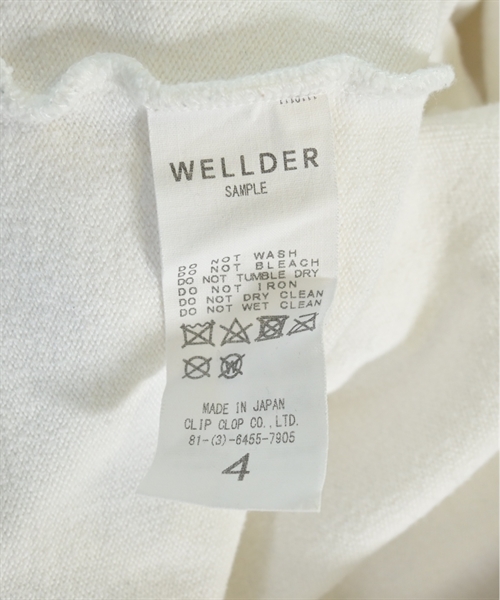 WELLDER
SAMPLE
DO NOT WASH
DO NOT BLEACH
DO NOT TUMBLE DRY
DO NOT IRON
DO NOT DRY CLEAN
DO NOT WET CLEAN
W
MADE IN JAPAN
CLIP CLOP CO., LTD.
81-(3)-6455-7905
4